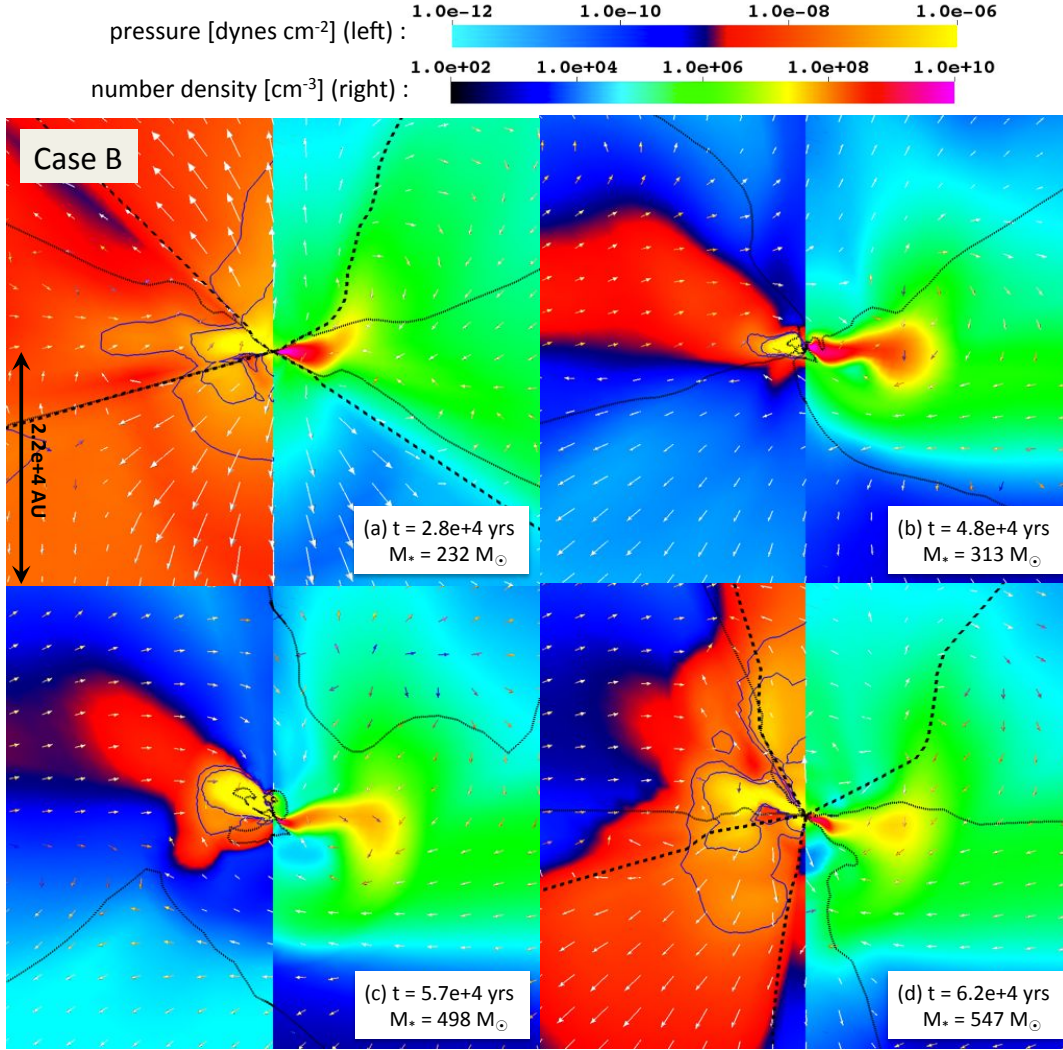 pressure [dynes cm⁻²] (left) :
1.0e-12 1.0e-10 1.0e-08 1.0e-06
number density [cm⁻³] (right) :
1.0e+02 1.0e+04 1.0e+06 1.0e+08 1.0e+10
Case B
2.2e+4 AU
(a) t = 2.8e+4 yrs
M* = 232 M☉
(b) t = 4.8e+4 yrs
M* = 313 M☉
(c) t = 5.7e+4 yrs
M* = 498 M☉
(d) t = 6.2e+4 yrs
M* = 547 M☉